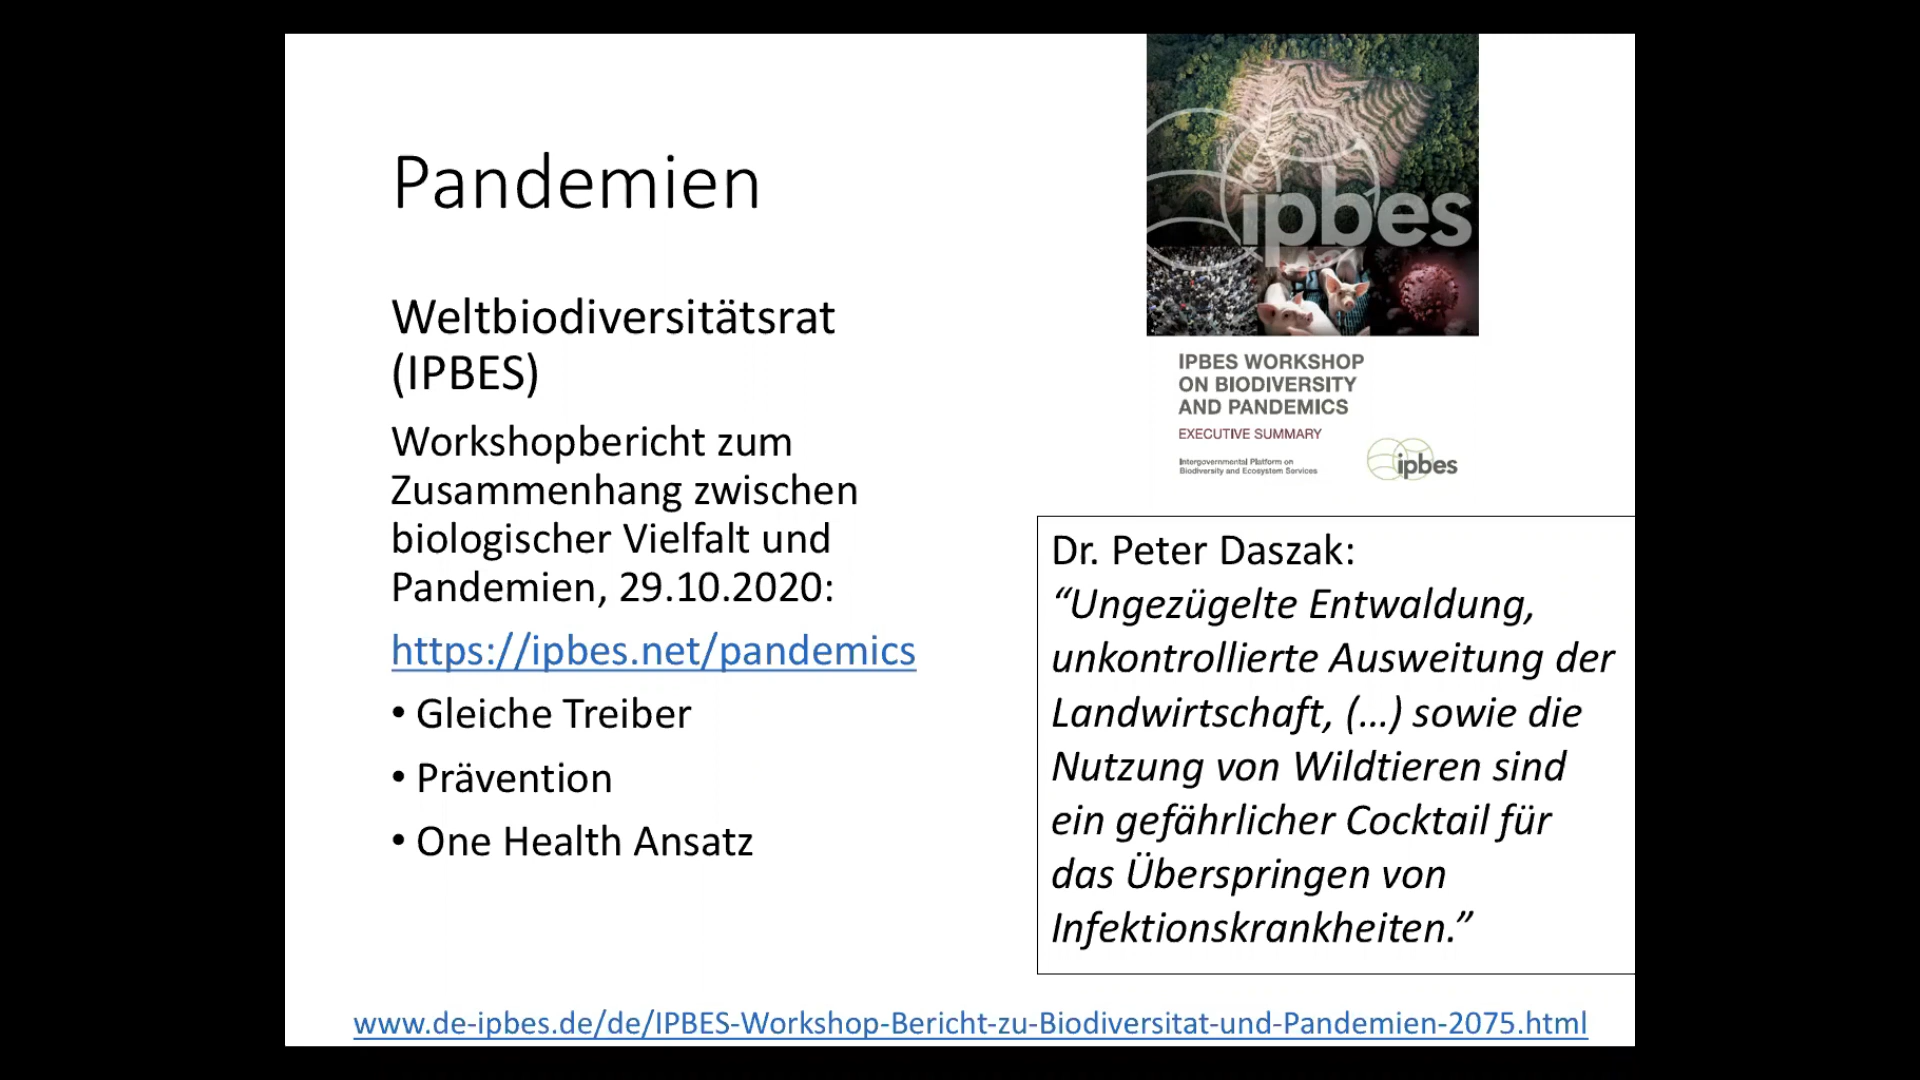 Pandemien
Weltbiodiversitätsrat
(IPBES)
Workshopbericht zum
Zusammenhang zwischen
biologischer Vielfalt und
Pandemien, 29.10.2020:
https://ipbes.net/pandemics
• Gleiche Treiber
• Prävention
• One Health Ansatz
ipbes
IPBES WORKSHOP
ON BIODIVERSITY
AND PANDEMICS
EXECUTIVE SUMMARY
Intergovernmental Platform on
Biodiversity and Ecosystem Services
ipbes
Dr. Peter Daszak:
“Ungezügelte Entwaldung,
unkontrollierte Ausweitung der
Landwirtschaft, (…) sowie die
Nutzung von Wildtieren sind
ein gefährlicher Cocktail für
das Überspringen von
Infektionskrankheiten.”
www.de-ipbes.de/de/IPBES-Workshop-Bericht-zu-Biodiversitat-und-Pandemien-2075.html